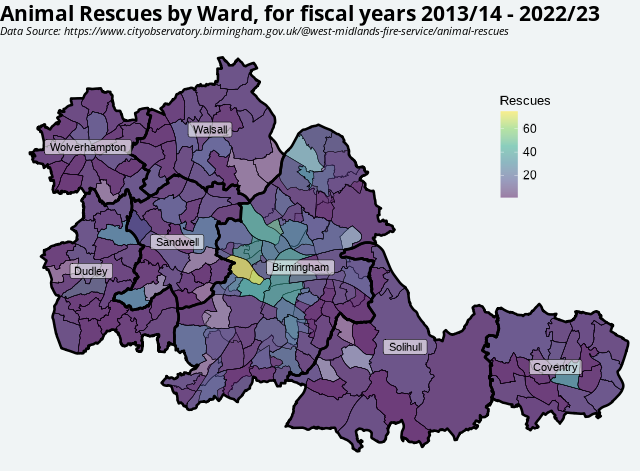 Animal Rescues by Ward, for fiscal years 2013/14 - 2022/23
Data Source: https://www.cityobservatory.birmingham.gov.uk/@west-midlands-fire-service/animal-rescues
Rescues
60
40
20
Walsall
Wolverhampton
Sandwell
Birmingham
Dudley
Solihull
Coventry